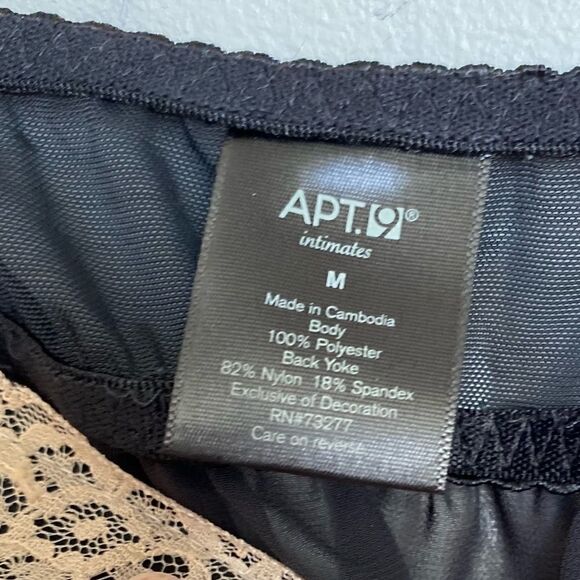 APT.9®
intimates
M
Made in Cambodia
Body
100% Polyester
Back Yoke
82% Nylon 18% Spandex
Exclusive of Decoration
RN#73277
Care on reverse